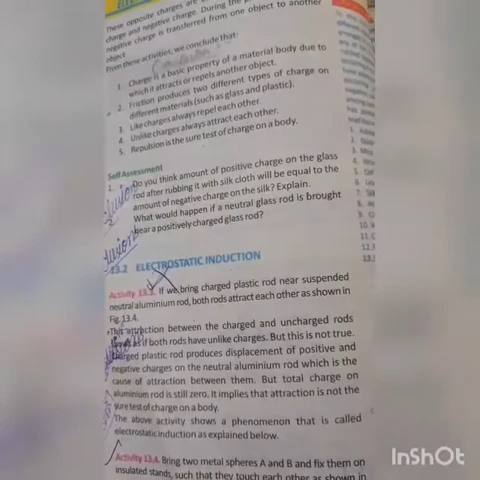 These opposite charges are
charge and negative charge. During the
negative charge is transferred from one object to another
object.
From these activities, we conclude that:
1. Charge is a basic property of a material body due to
which it attracts or repels another object.
2. Friction produces two different types of charge on
different materials (such as glass and plastic).
3. Like charges always repel each other.
4. Unlike charges always attract each other.
5. Repulsion is the sure test of charge on a body.
Self Assessment
1. Do you think amount of positive charge on the glass
rod after rubbing it with silk cloth will be equal to the
amount of negative charge on the silk? Explain.
What would happen if a neutral glass rod is brought
near a positively charged glass rod?
13.2 ELECTROSTATIC INDUCTION
Activity 13.3. If we bring charged plastic rod near suspended
neutral aluminium rod, both rods attract each other as shown in
Fig. 13.4.
This attraction between the charged and uncharged rods
as if both rods have unlike charges. But this is not true.
Charged plastic rod produces displacement of positive and
negative charges on the neutral aluminium rod which is the
cause of attraction between them. But total charge on
aluminium rod is still zero. It implies that attraction is not the
sure test of charge on a body.
The above activity shows a phenomenon that is called
electrostatic induction as explained below.
Activity 13.4. Bring two metal spheres A and B and fix them on
insulated stands, such that they touch each other as shown in
InShOt